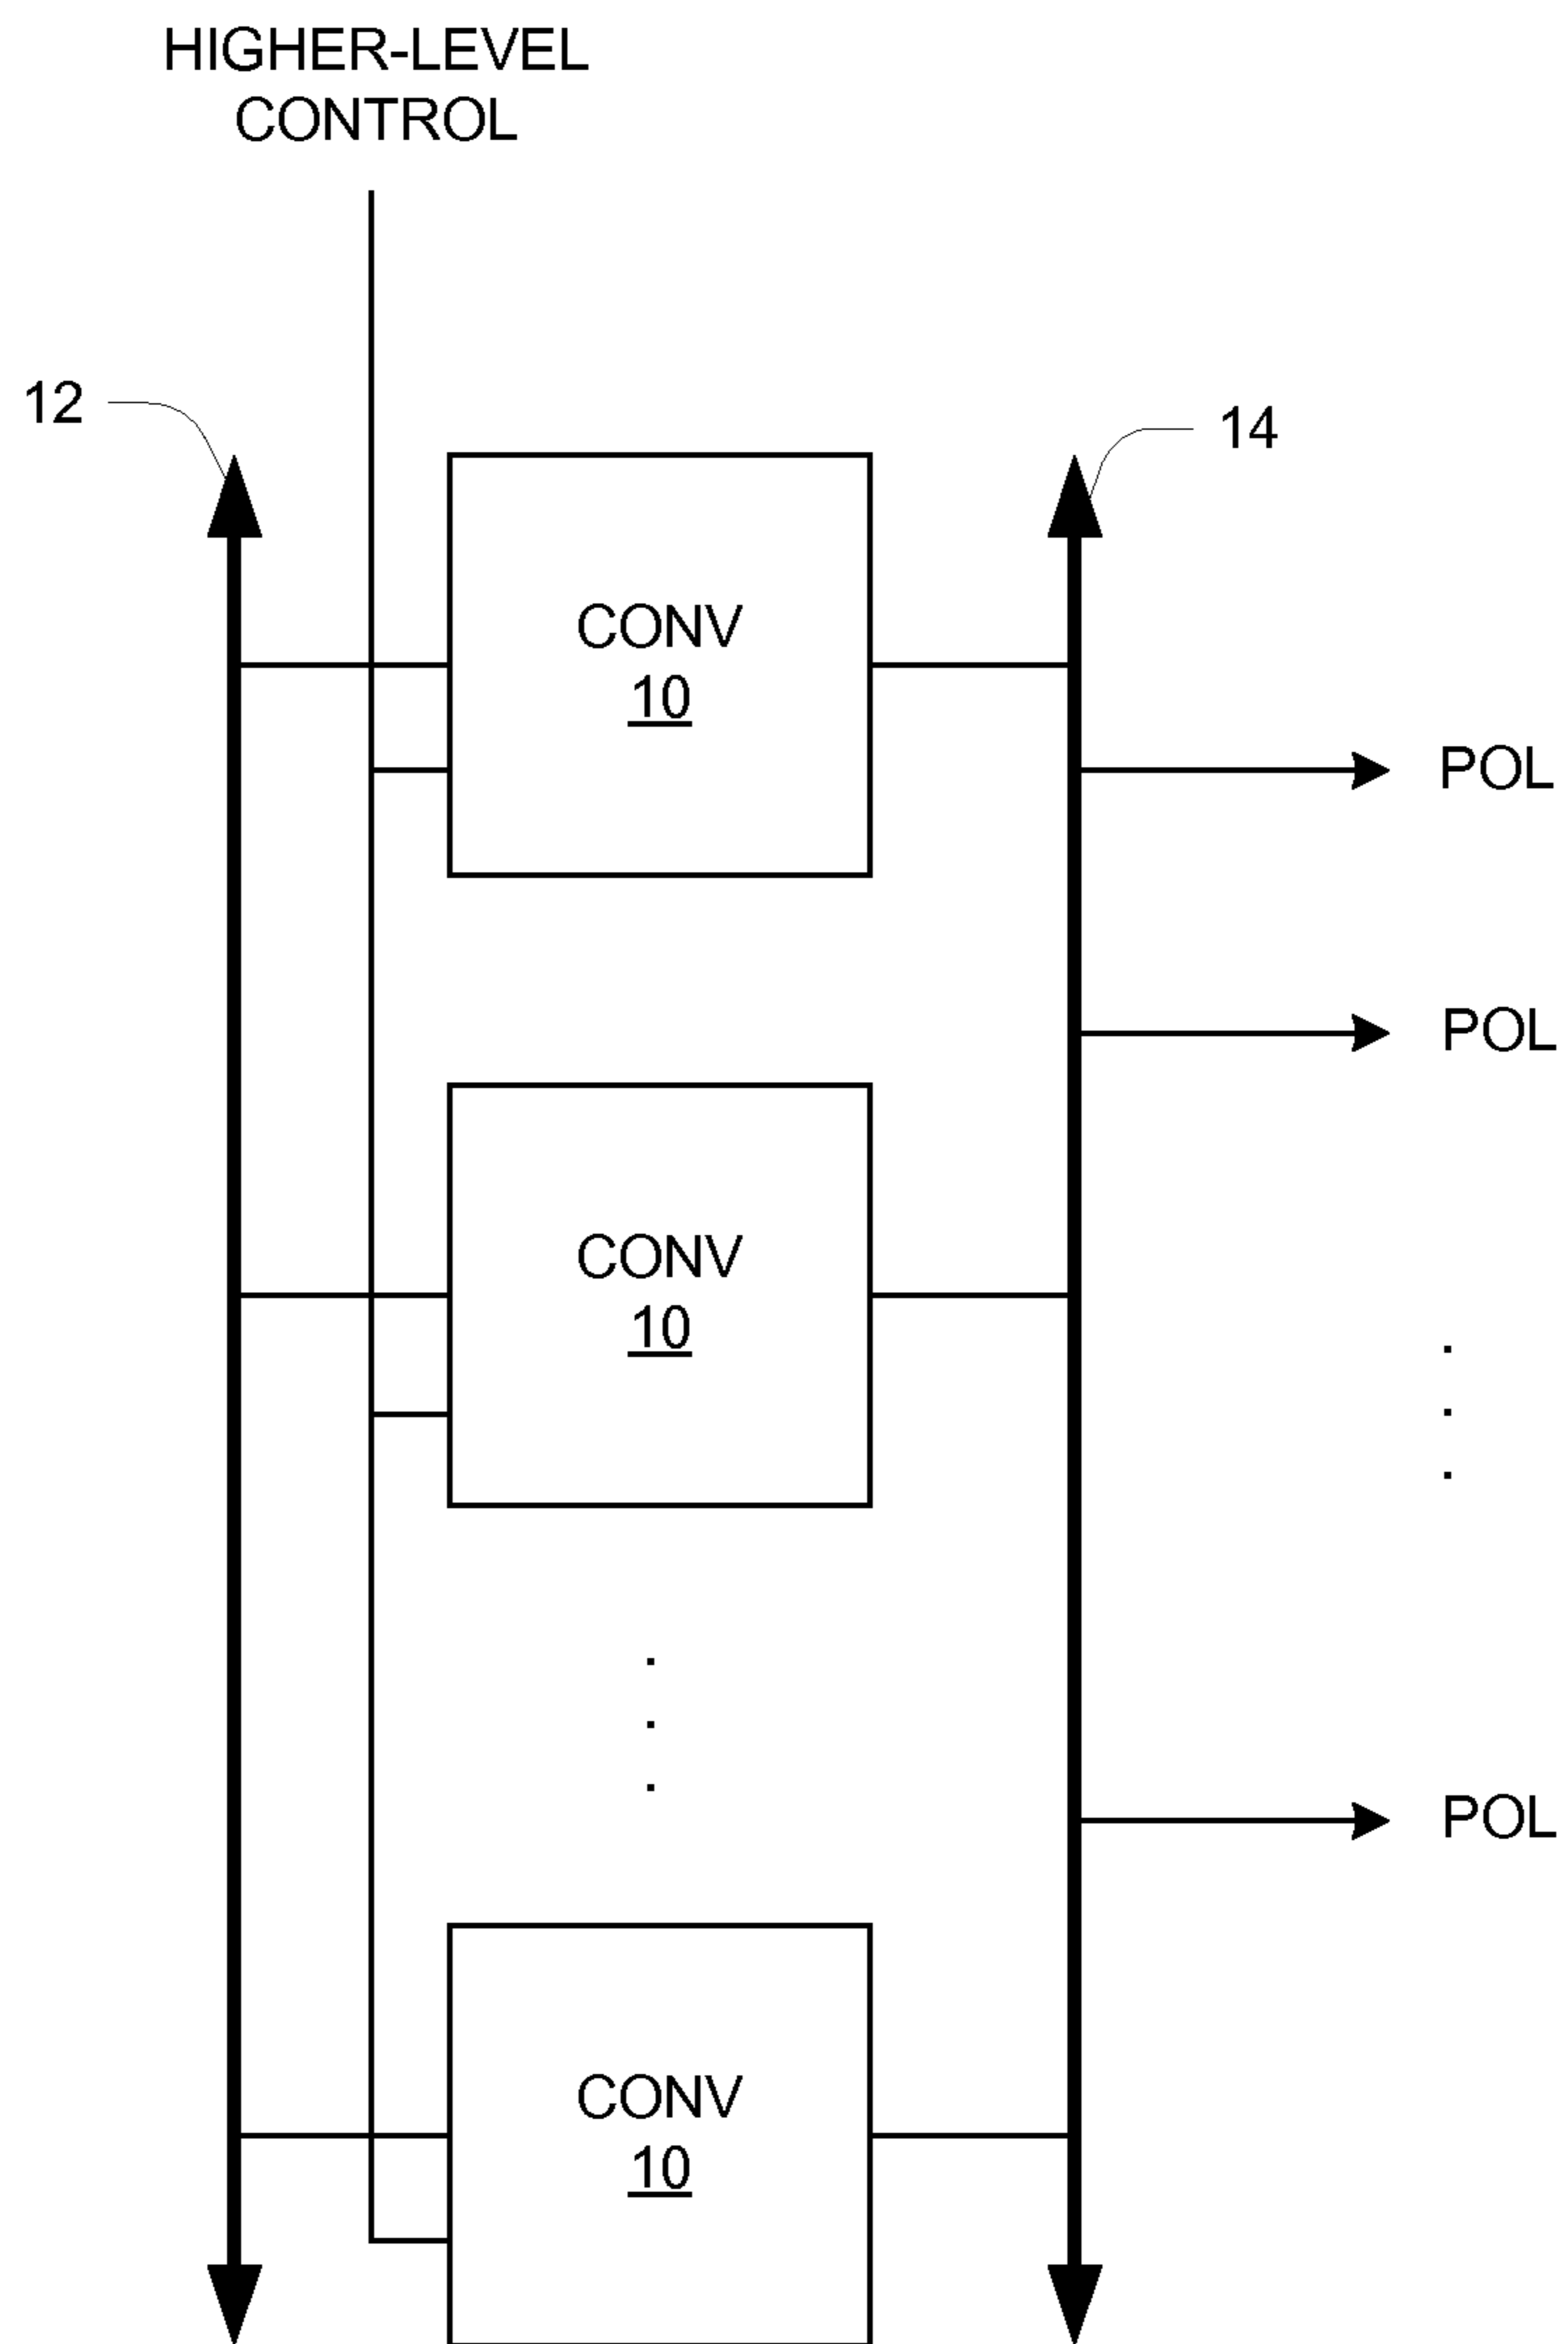 HIGHER-LEVEL
CONTROL
12
14
CONV
10
POL
POL
CONV
10
POL
CONV
10